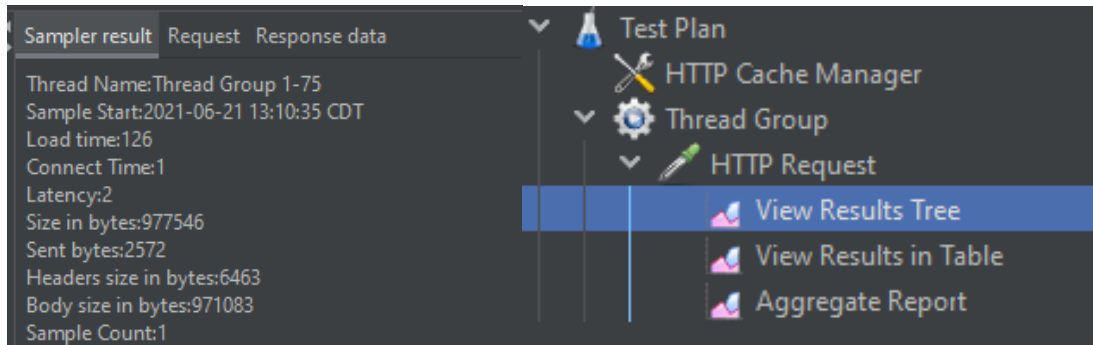 Sampler result Request Response data
Thread Name:Thread Group 1-75
Sample Start:2021-06-21 13:10:35 CDT
Load time:126
Connect Time:1
Latency:2
Size in bytes:977546
Sent bytes:2572
Headers size in bytes:6463
Body size in bytes:971083
Sample Count:1
Test Plan
HTTP Cache Manager
Thread Group
HTTP Request
View Results Tree
View Results in Table
Aggregate Report